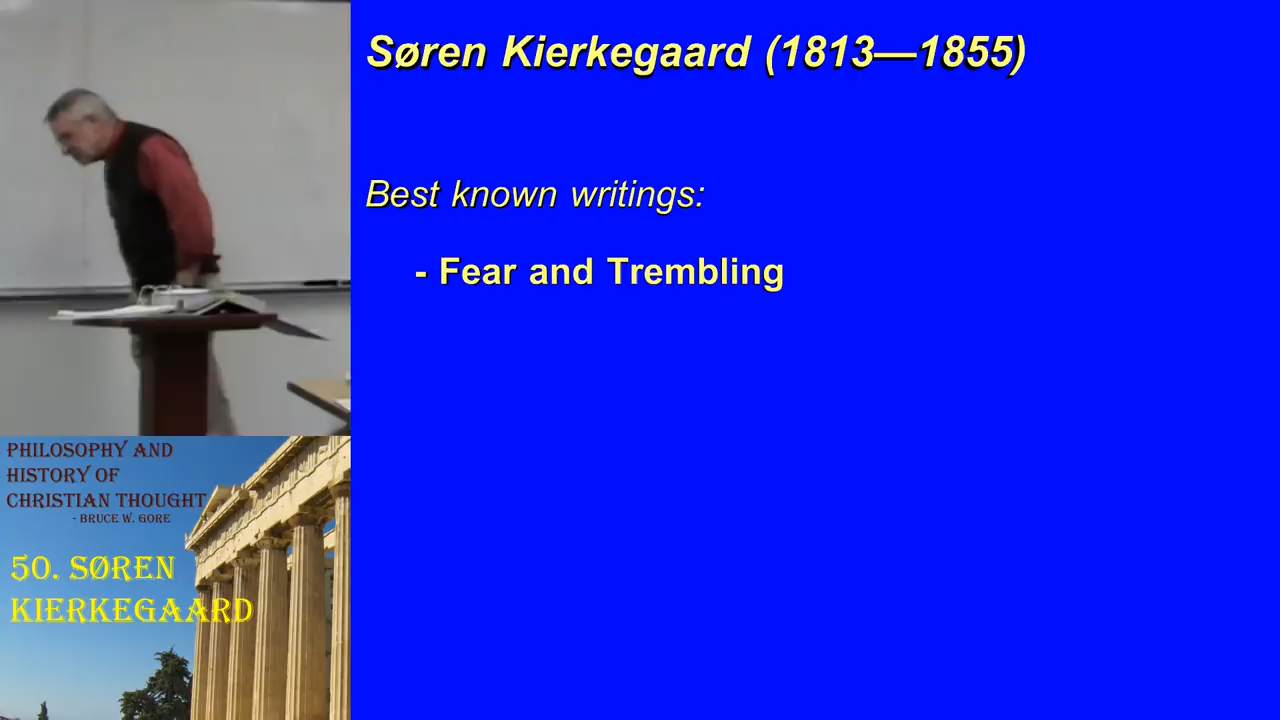 Søren Kierkegaard (1813—1855)
Best known writings:
- Fear and Trembling
PHILOSOPHY AND
HISTORY OF
CHRISTIAN THOUGHT
- BRUCE W. GORE
50. SØREN
KIERKEGAARD